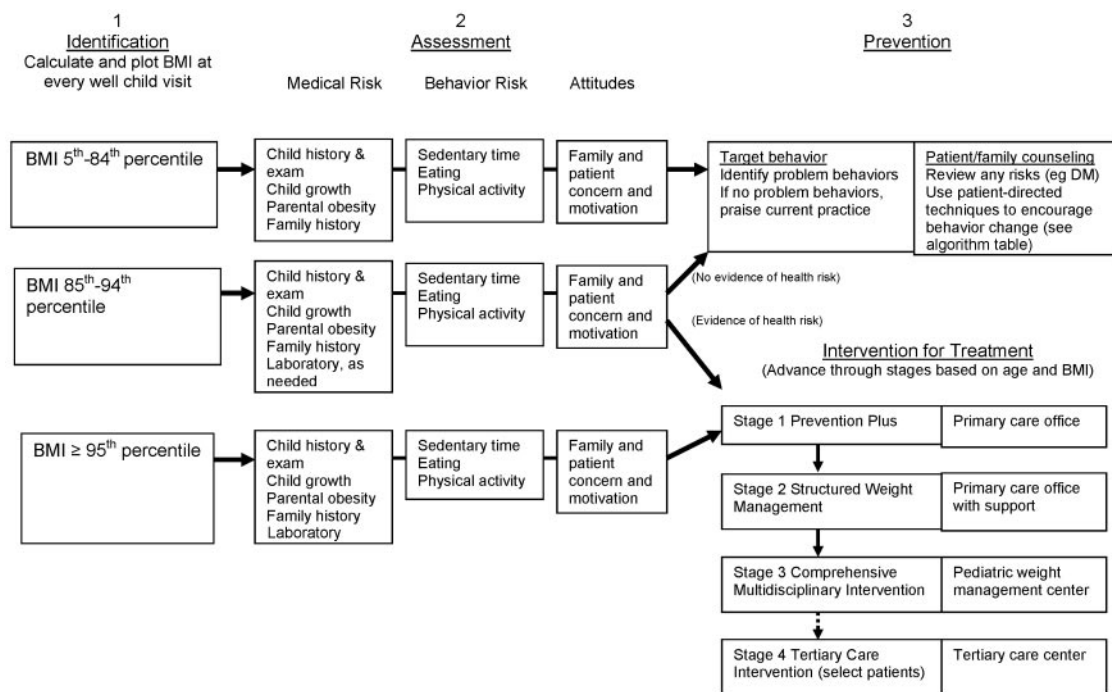 1
Identification
Calculate and plot BMI at
every well child visit
2
Assessment
Medical Risk
Behavior Risk
Attitudes
3
Prevention
BMI 5th-84th percentile
Child history &
exam
Child growth
Parental obesity
Family history
Sedentary time
Eating
Physical activity
Family and
patient
concern and
motivation
Target behavior
Identify problem behaviors
If no problem behaviors,
praise current practice
Patient/family counseling
Review any risks (eg DM)
Use patient-directed
techniques to encourage
behavior change (see
algorithm table)
BMI 85th-94th
percentile
Child history &
exam
Child growth
Parental obesity
Family history
Laboratory, as
needed
Sedentary time
Eating
Physical activity
Family and
patient
concern and
motivation
(No evidence of health risk)
(Evidence of health risk)
Intervention for Treatment
(Advance through stages based on age and BMI)
BMI ≥ 95th percentile
Child history &
exam
Child growth
Parental obesity
Family history
Laboratory
Sedentary time
Eating
Physical activity
Family and
patient
concern and
motivation
Stage 1 Prevention Plus
Primary care office
Stage 2 Structured Weight
Management
Primary care office
with support
Stage 3 Comprehensive
Multidisciplinary Intervention
Pediatric weight
management center
Stage 4 Tertiary Care
Intervention (select patients)
Tertiary care center